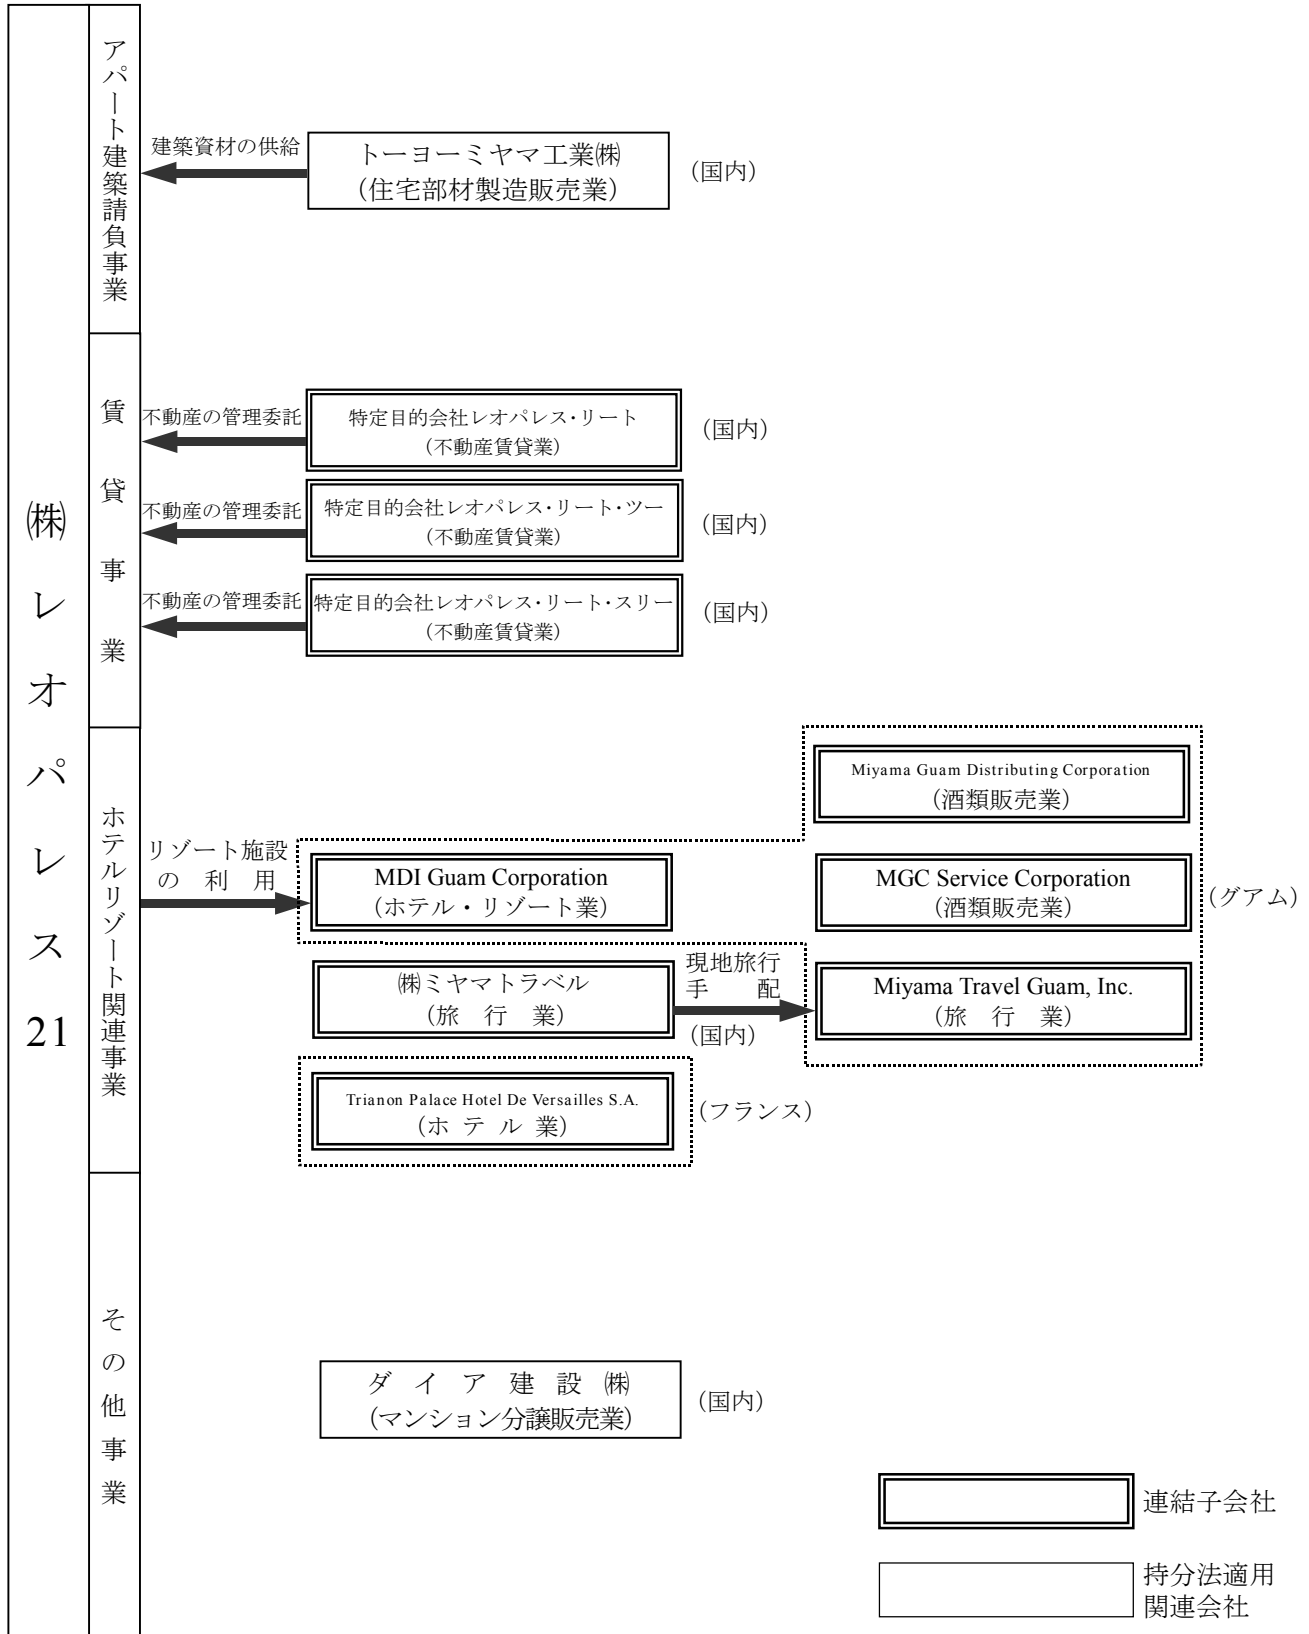 ㈱レオパレス21
アパート建築請負事業
建築資材の供給
トーヨーミヤマ工業㈱
（住宅部材製造販売業）
（国内）
賃貸事業
不動産の管理委託
特定目的会社レオパレス・リート
（不動産賃貸業）
（国内）
不動産の管理委託
特定目的会社レオパレス・リート・ツー
（不動産賃貸業）
（国内）
不動産の管理委託
特定目的会社レオパレス・リート・スリー
（不動産賃貸業）
（国内）
ホテルリゾート関連事業
リゾート施設
の利用
MDI Guam Corporation
（ホテル・リゾート業）
Miyama Guam Distributing Corporation
（酒類販売業）
MGC Service Corporation
（酒類販売業）
（グアム）
㈱ミヤマトラベル
（旅行業）
現地旅行
手配
（国内）
Miyama Travel Guam, Inc.
（旅行業）
Trianon Palace Hotel De Versailles S.A.
（ホテル業）
（フランス）
その他事業
ダイア建設㈱
（マンション分譲販売業）
（国内）
連結子会社
持分法適用
関連会社